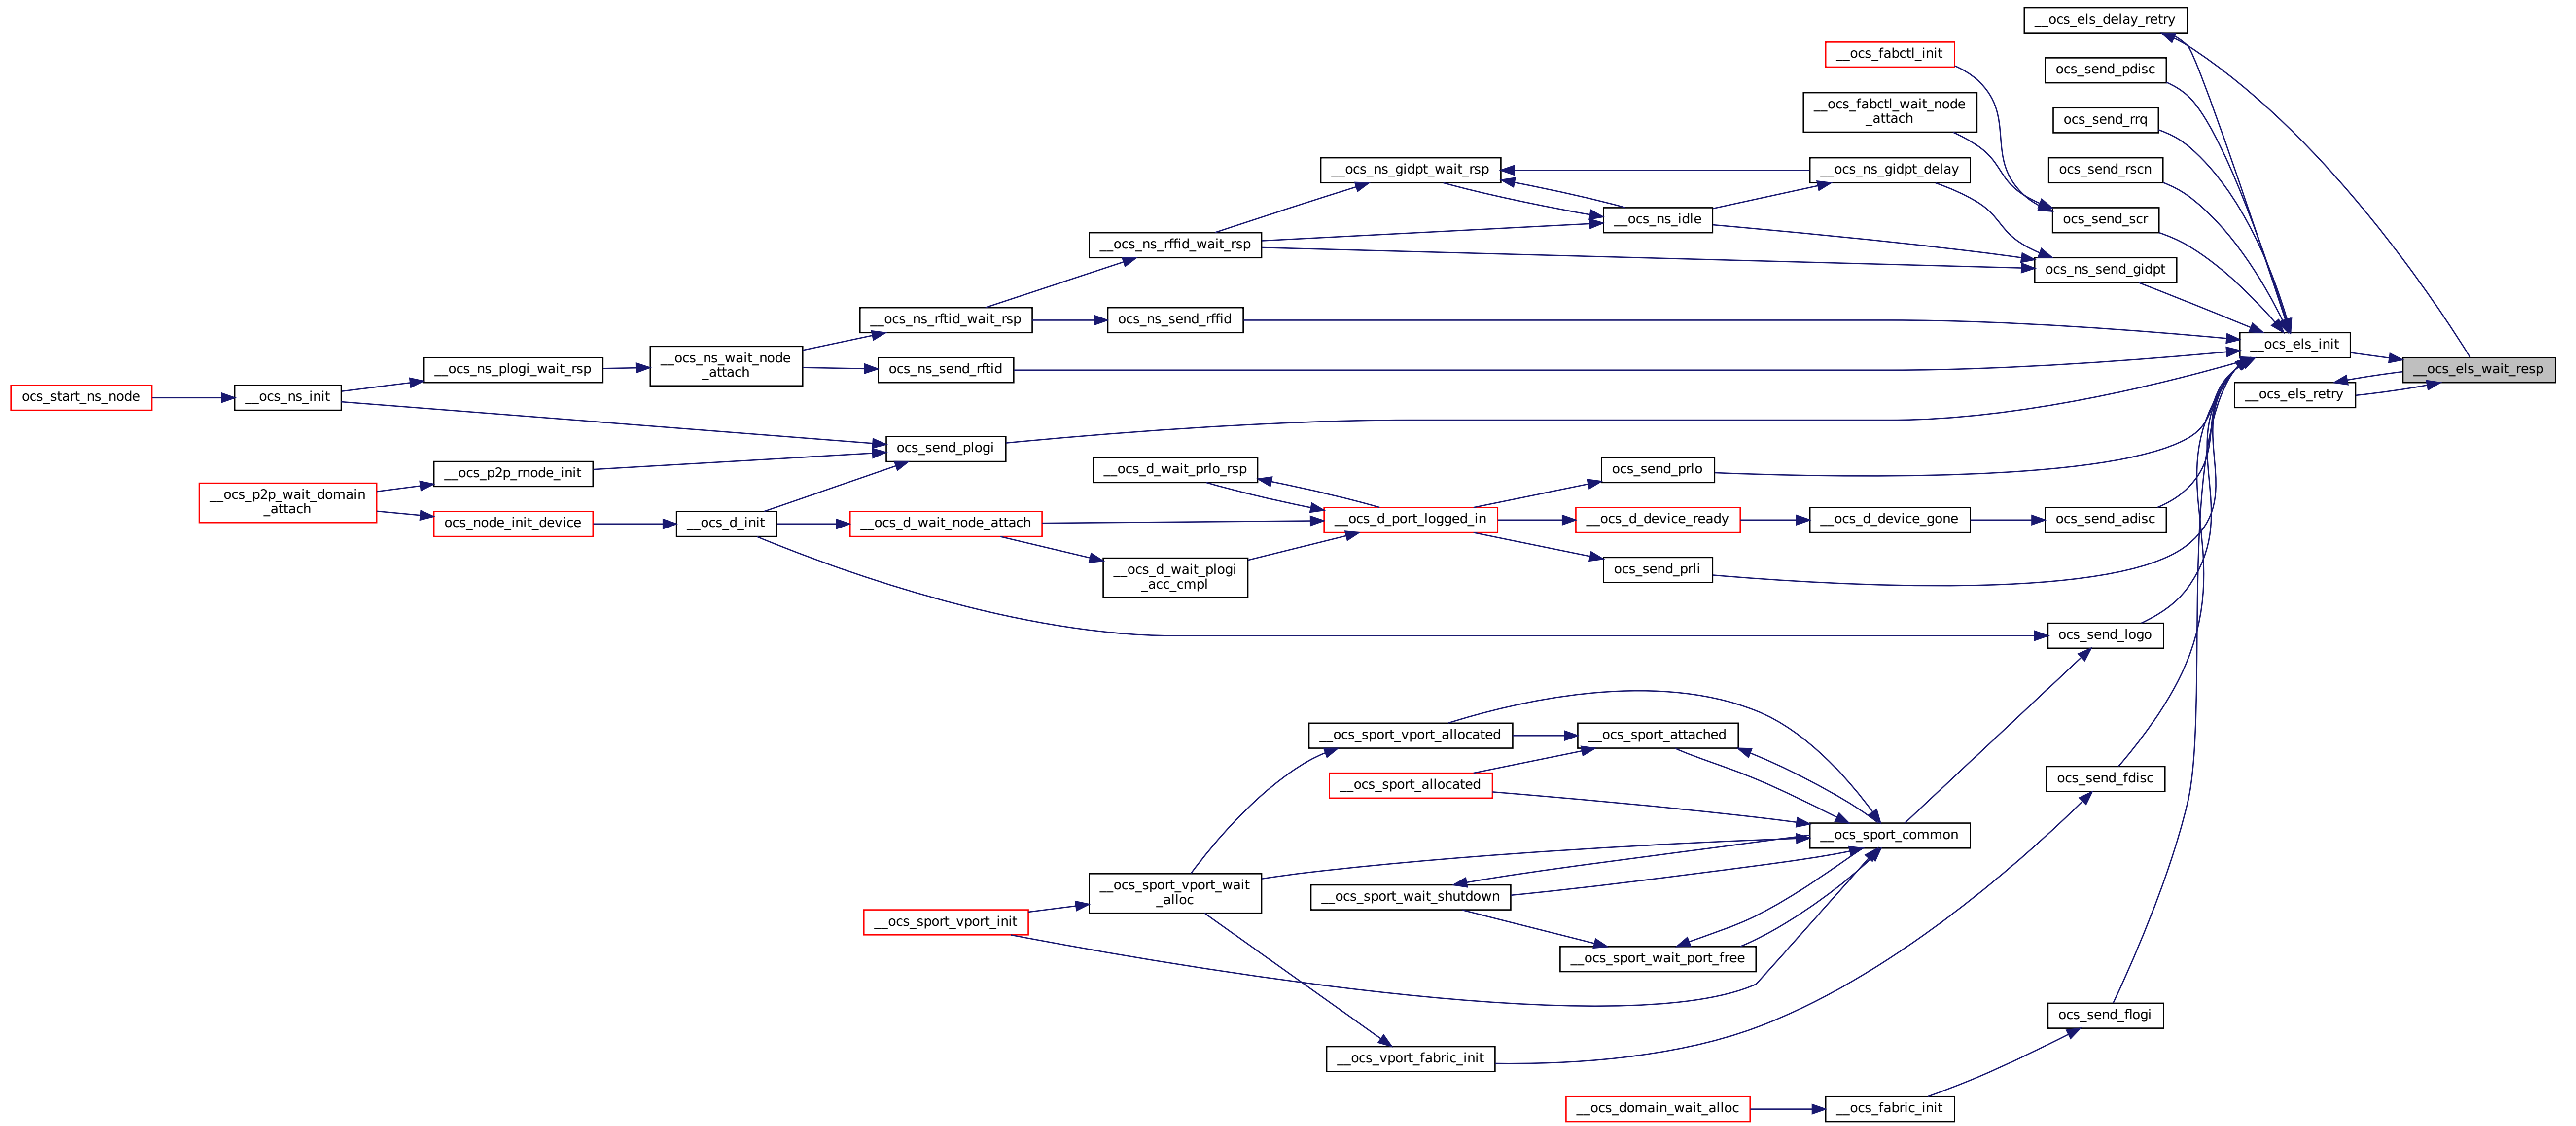 __ocs_els_delay_retry
__ocs_fabctl_init
ocs_send_pdisc
__ocs_fabctl_wait_node
_attach
ocs_send_rrq
__ocs_ns_gidpt_wait_rsp
__ocs_ns_gidpt_delay
ocs_send_rscn
__ocs_ns_idle
ocs_send_scr
__ocs_ns_rffid_wait_rsp
ocs_ns_send_gidpt
__ocs_ns_rftid_wait_rsp
ocs_ns_send_rffid
__ocs_els_init
__ocs_ns_plogi_wait_rsp
__ocs_ns_wait_node
_attach
ocs_ns_send_rftid
__ocs_els_wait_resp
ocs_start_ns_node
__ocs_ns_init
__ocs_els_retry
ocs_send_plogi
__ocs_p2p_rnode_init
__ocs_d_wait_prlo_rsp
ocs_send_prlo
__ocs_p2p_wait_domain
_attach
ocs_node_init_device
__ocs_d_init
__ocs_d_wait_node_attach
__ocs_d_port_logged_in
__ocs_d_device_ready
__ocs_d_device_gone
ocs_send_adisc
__ocs_d_wait_plogi
_acc_cmpl
ocs_send_prli
ocs_send_logo
__ocs_sport_vport_allocated
__ocs_sport_attached
__ocs_sport_allocated
ocs_send_fdisc
__ocs_sport_common
__ocs_sport_vport_wait
_alloc
__ocs_sport_wait_shutdown
__ocs_sport_vport_init
__ocs_sport_wait_port_free
ocs_send_flogi
__ocs_vport_fabric_init
__ocs_domain_wait_alloc
__ocs_fabric_init